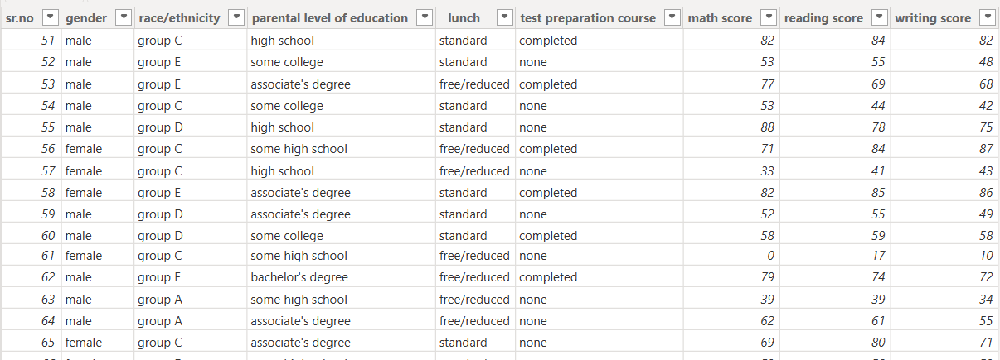 sr.no gender race/ethnicity parental level of education lunch test preparation course math score reading score writing score
51 male group C high school standard completed 82 84 82
52 male group E some college standard none 53 55 48
53 male group E associate's degree free/reduced completed 77 69 68
54 male group C some college standard none 53 44 42
55 male group D high school standard none 88 78 75
56 female group C some high school free/reduced completed 71 84 87
57 female group C high school free/reduced none 33 41 43
58 female group E associate's degree standard completed 82 85 86
59 male group D associate's degree standard none 52 55 49
60 male group D some college standard completed 58 59 58
61 female group C some high school free/reduced none 0 17 10
62 male group E bachelor's degree free/reduced completed 79 74 72
63 male group A some high school free/reduced none 39 39 34
64 male group A associate's degree free/reduced none 62 61 55
65 female group C associate's degree standard none 69 80 71